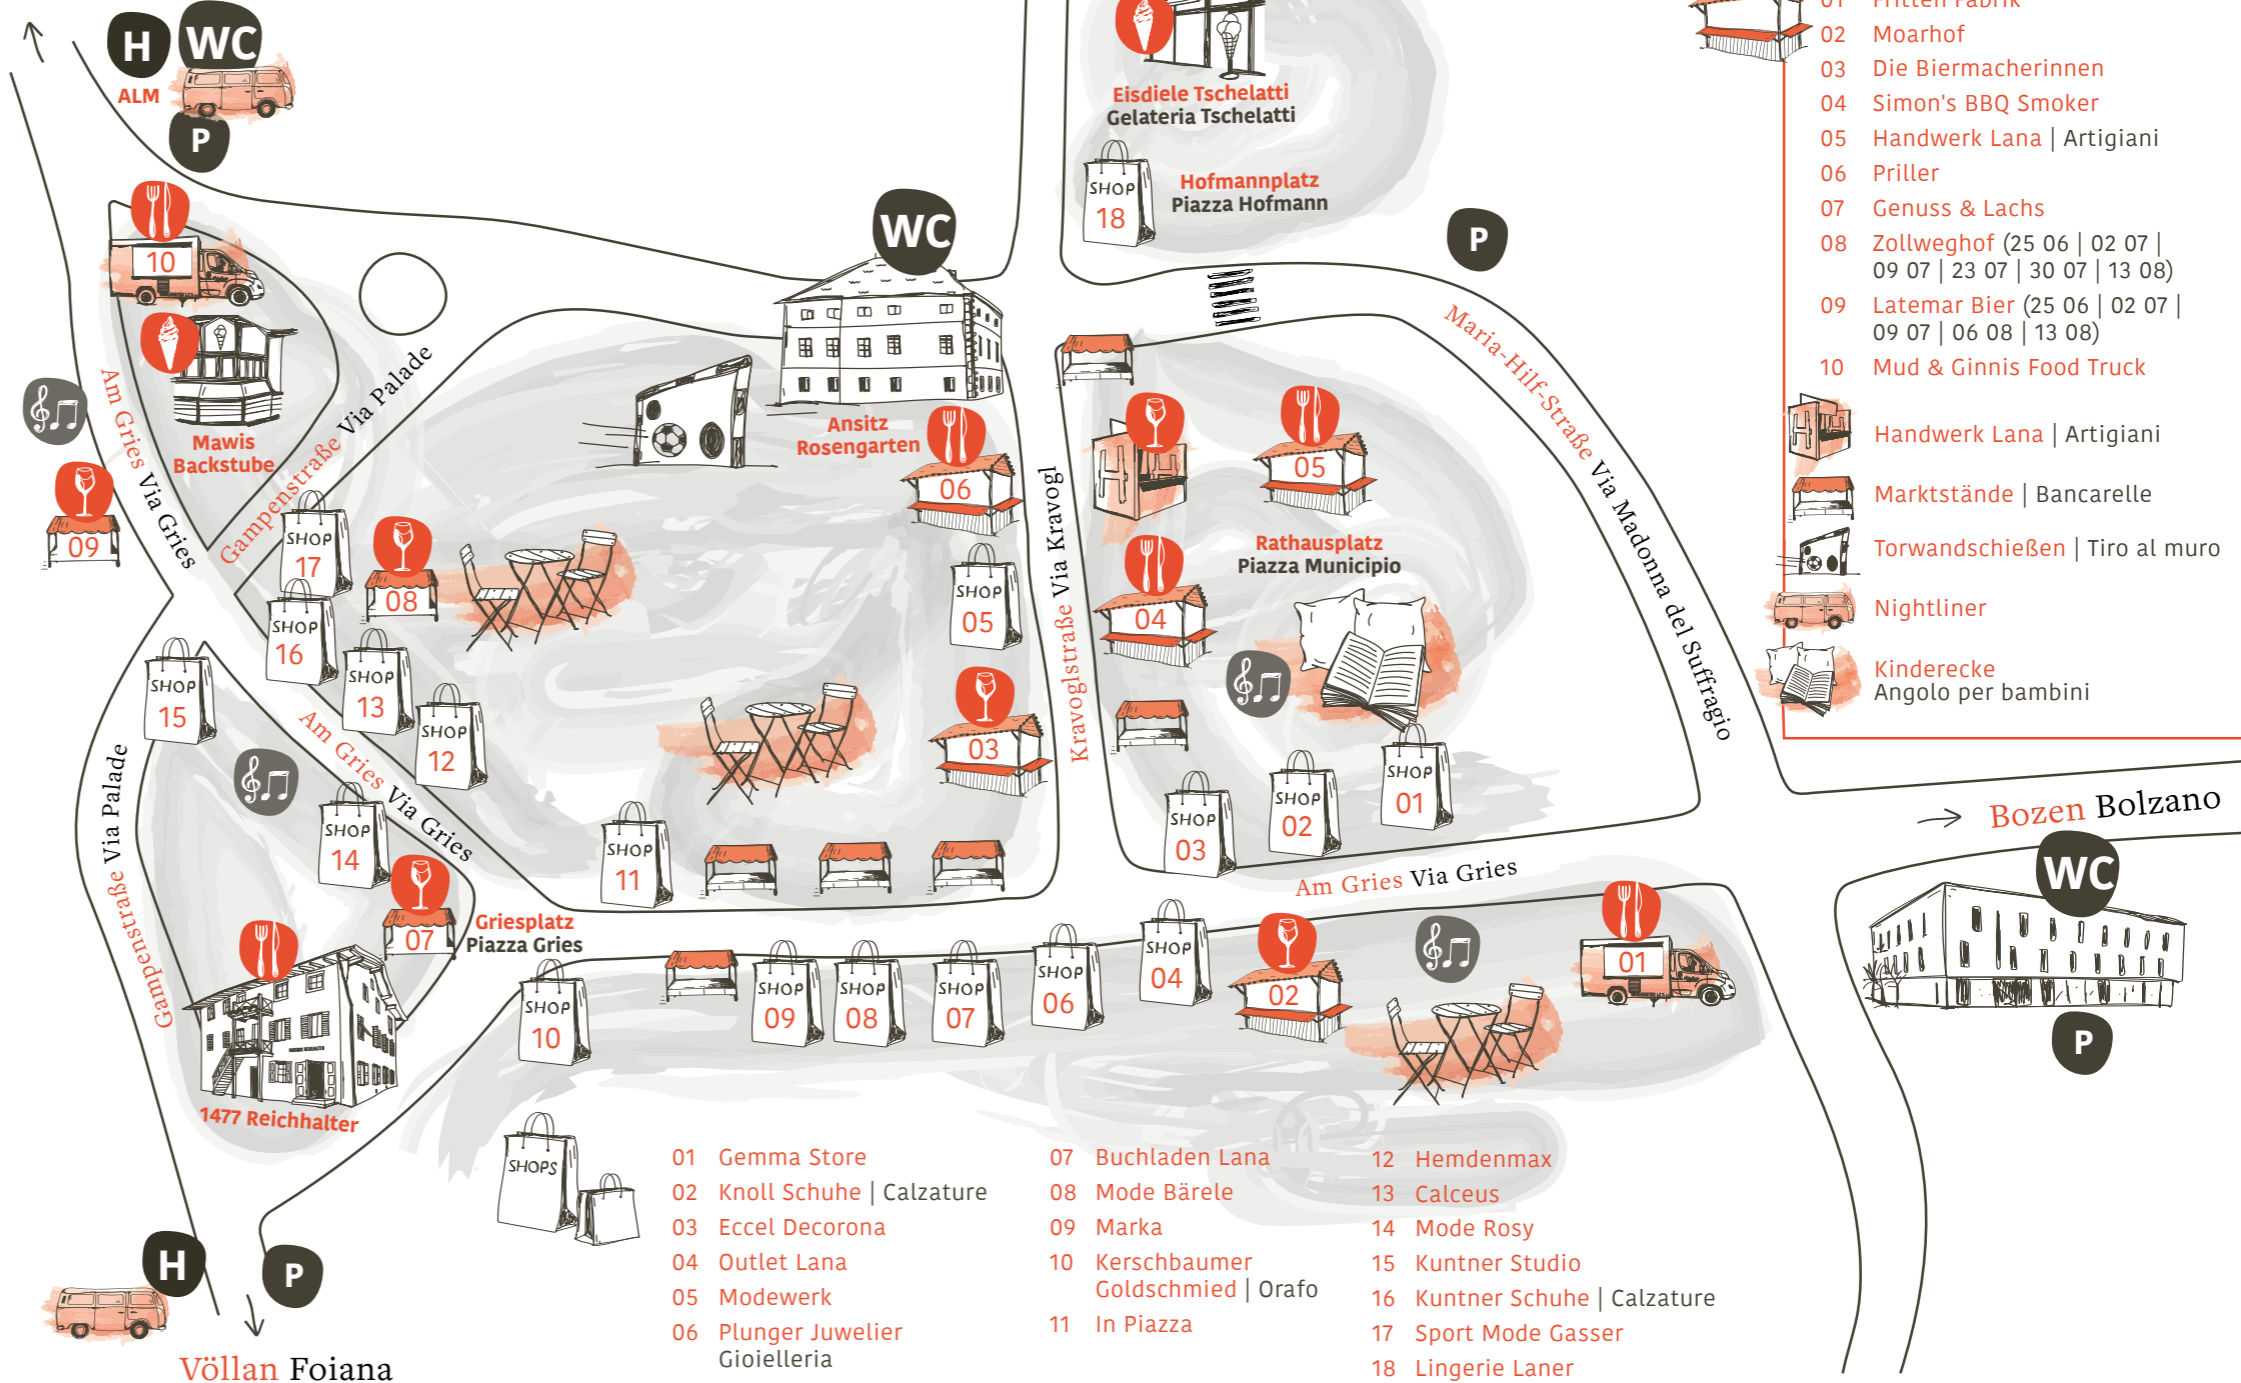 H WC
ALM
P
10
Mawis
Backstube
Am Gries Via Gries
Gampenstraße Via Palade
09
SHOP
17
SHOP
16
08
SHOP
15
SHOP
13
SHOP
12
Am Gries Via Gries
SHOP
14
Gampenstraße Via Palade
07
Griesplatz
Piazza Gries
1477 Reichhalter
H
P
Völlan Foiana
WC
Ansitz
Rosengarten
06
SHOP
05
03
SHOP
11
Kravoglstraße Via Kravogl
Eisdiele Tschelatti
Gelateria Tschelatti
SHOP
18
Hofmannplatz
Piazza Hofmann
P
Maria-Hilf-Straße Via Madonna del Suffragio
05
Rathausplatz
Piazza Municipio
04
SHOP
03
SHOP
02
SHOP
01
Am Gries Via Gries
SHOP
10
SHOP
09
SHOP
08
SHOP
07
SHOP
06
SHOP
04
02
01
Bozen Bolzano
WC
P
01 Fritten Fabrik
02 Moarhof
03 Die Biermacherinnen
04 Simon's BBQ Smoker
05 Handwerk Lana | Artigiani
06 Priller
07 Genuss & Lachs
08 Zollweghof (25 06 | 02 07 |
09 07 | 23 07 | 30 07 | 13 08)
09 Latemar Bier (25 06 | 02 07 |
09 07 | 06 08 | 13 08)
10 Mud & Ginnis Food Truck
Handwerk Lana | Artigiani
Marktstände | Bancarelle
Torwandschießen | Tiro al muro
Nightliner
Kinderecke
Angolo per bambini
SHOPS
01 Gemma Store
02 Knoll Schuhe | Calzature
03 Eccel Decorona
04 Outlet Lana
05 Modewerk
06 Plunger Juwelier
Gioielleria
07 Buchladen Lana
08 Mode Bärele
09 Marka
10 Kerschbaumer
Goldschmied | Orafo
11 In Piazza
12 Hemdenmax
13 Calceus
14 Mode Rosy
15 Kuntner Studio
16 Kuntner Schuhe | Calzature
17 Sport Mode Gasser
18 Lingerie Laner